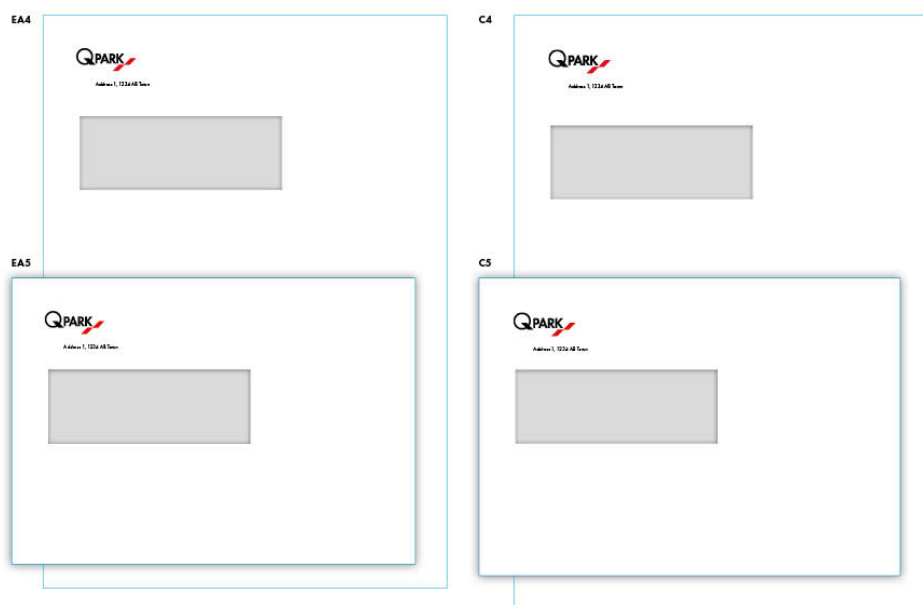 EA4
QPARK
Address 1, 1234 AB Town
C4
QPARK
Address 1, 1234 AB Town
EA5
QPARK
Address 1, 1234 AB Town
C5
QPARK
Address 1, 1234 AB Town